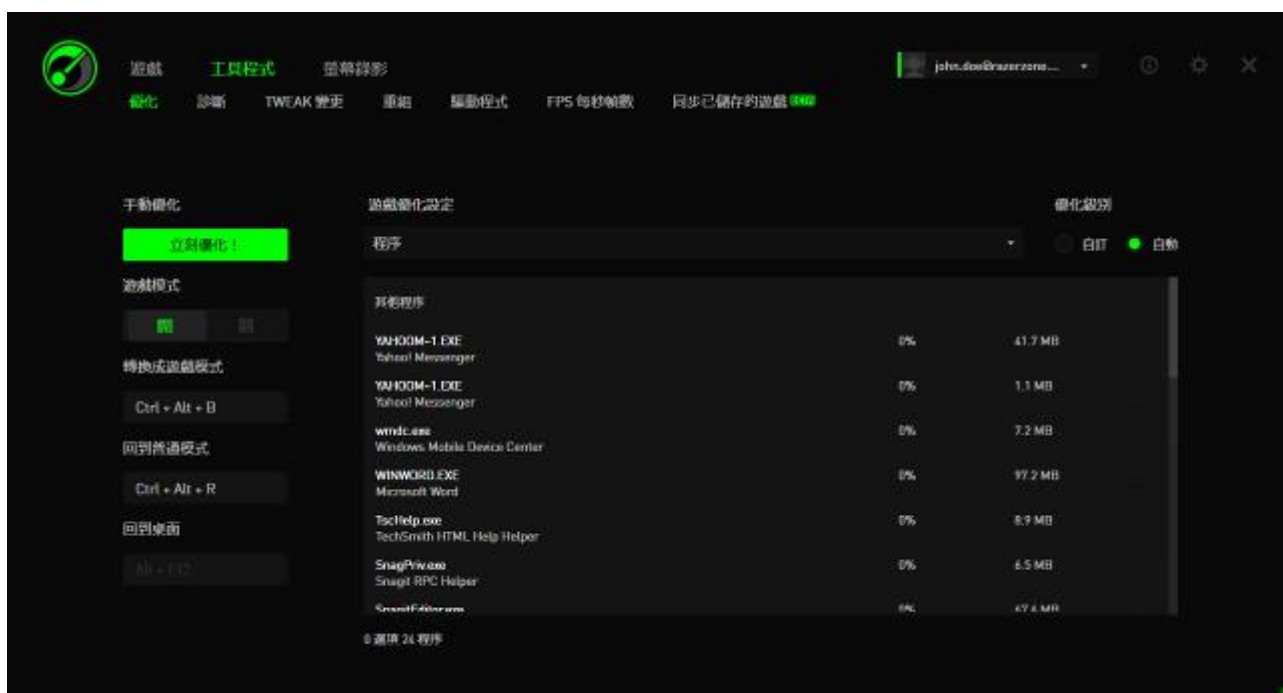 遊戲 工具程式 螢幕錄影 john.doe@razerzone....
優化 診斷 TWEAK 變更 重組 驅動程式 FPS 每秒幀數 同步已儲存的遊戲
手動優化 遊戲優化設定 優化級別
立刻優化！ 程序 自訂 自動
遊戲模式
其他程序
開 關
YAHOOM~1.EXE 0% 41.7 MB
Yahoo! Messenger
轉換成遊戲模式
YAHOOM~1.EXE 0% 1.1 MB
Yahoo! Messenger
Ctrl + Alt + B
wmdc.exe 0% 7.2 MB
Windows Mobile Device Center
回到普通模式
WINWORD.EXE 0% 97.2 MB
Microsoft Word
Ctrl + Alt + R
TscHelp.exe 0% 8.9 MB
TechSmith HTML Help Helper
回到桌面
SnagPriv.exe 0% 6.5 MB
Snagit RPC Helper
Alt + F12
SnagitEditor.exe 0% 67.6 MB
0 選項 24 程序